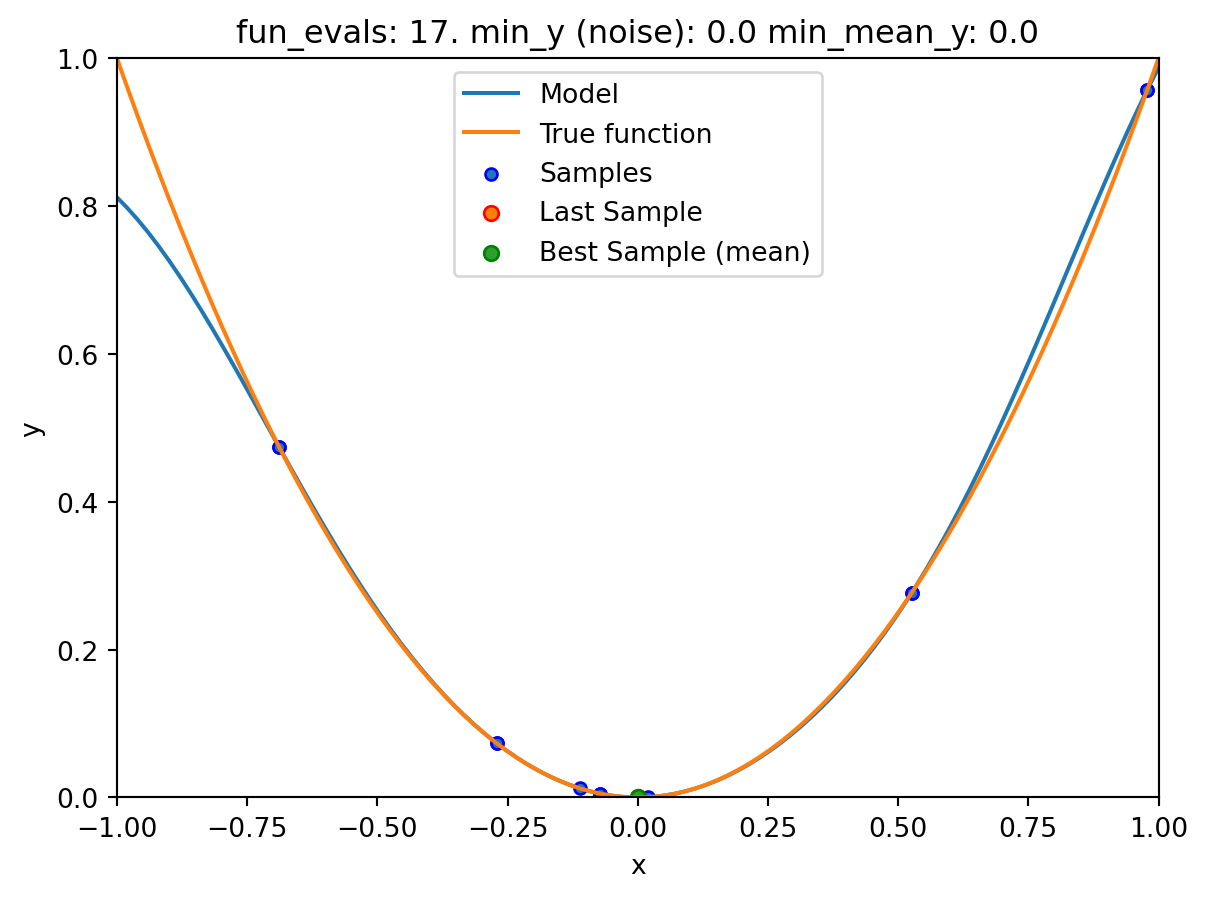 fun_evals: 17. min_y (noise): 0.0 min_mean_y: 0.0
Model
True function
Samples
Last Sample
Best Sample (mean)
1.0
0.8
0.6
0.4
0.2
0.0
y
−1.00 −0.75 −0.50 −0.25 0.00 0.25 0.50 0.75 1.00
x